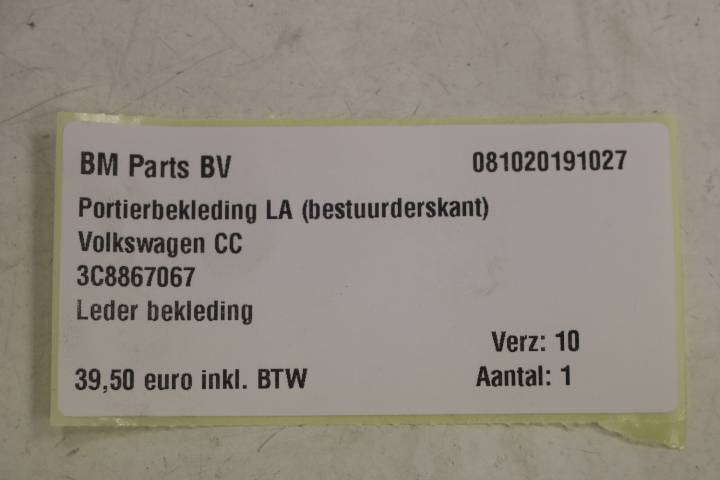 BM Parts BV 081020191027
Portierbekleding LA (bestuurderskant)
Volkswagen CC
3C8867067
Leder bekleding
Verz: 10
39,50 euro inkl. BTW Aantal: 1